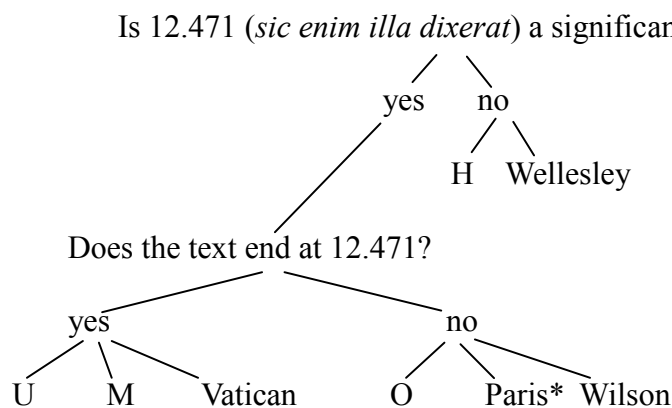 Is 12.471 (sic enim illa dixerat) a
yes no
H Wellesley
Does the text end at 12.471?
yes no
U M Vatican O Paris* Wilson